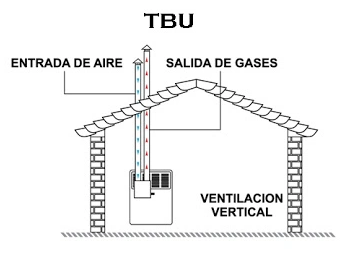 TBU
ENTRADA DE AIRE
SALIDA DE GASES
VENTILACION
VERTICAL